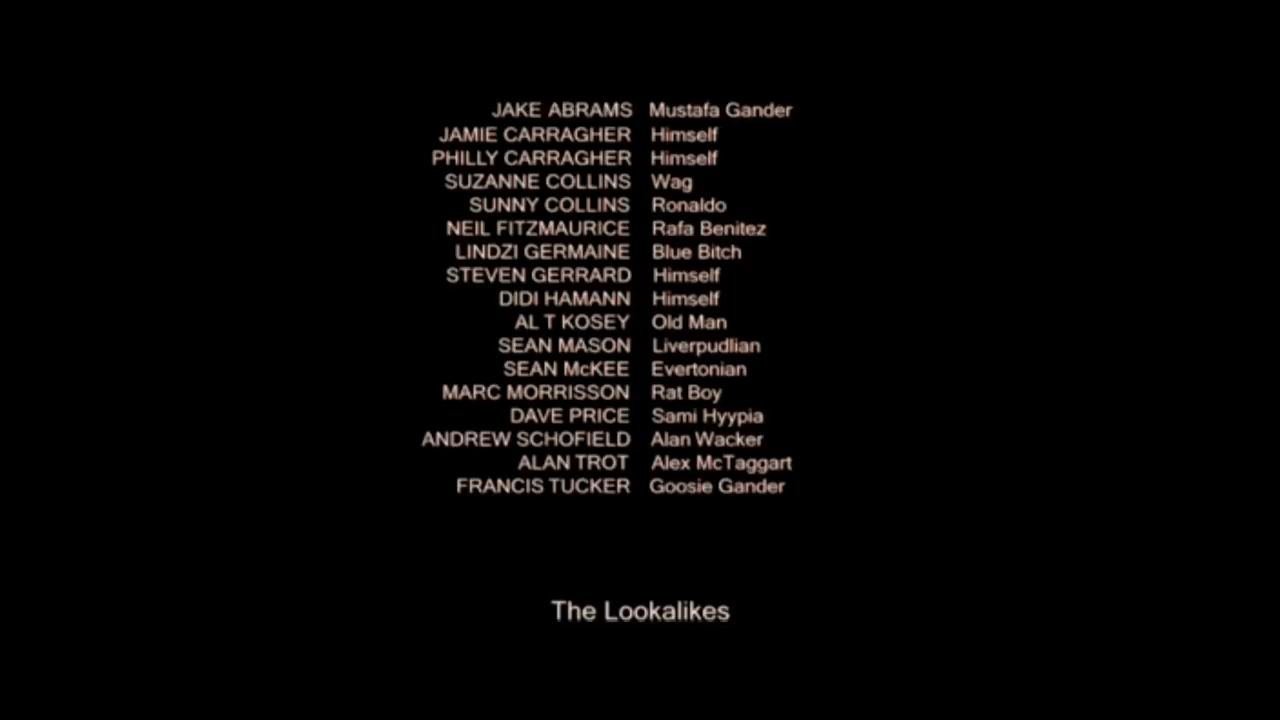 JAKE ABRAMS Mustafa Gander
JAMIE CARRAGHER Himself
PHILLY CARRAGHER Himself
SUZANNE COLLINS Wag
SUNNY COLLINS Ronaldo
NEIL FITZMAURICE Rafa Benitez
LINDZI GERMAINE Blue Bitch
STEVEN GERRARD Himself
DIDI HAMANN Himself
AL T KOSEY Old Man
SEAN MASON Liverpudlian
SEAN McKEE Evertonian
MARC MORRISSON Rat Boy
DAVE PRICE Sami Hyypia
ANDREW SCHOFIELD Alan Wacker
ALAN TROT Alex McTaggart
FRANCIS TUCKER Goosie Gander
The Lookalikes